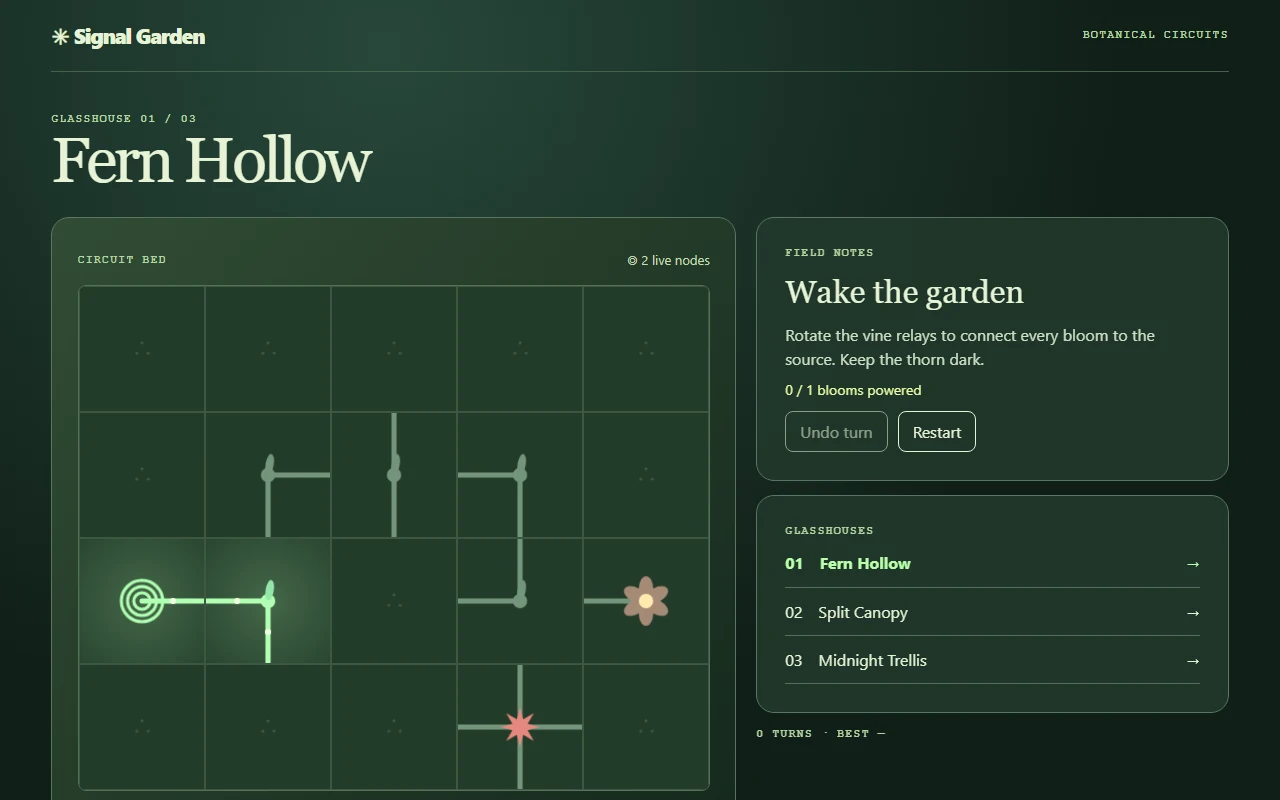 ✳ Signal Garden
BOTANICAL CIRCUITS
GLASSHOUSE 01 / 03
Fern Hollow
CIRCUIT BED
◎ 2 live nodes
FIELD NOTES
Wake the garden
Rotate the vine relays to connect every bloom to the
source. Keep the thorn dark.
0 / 1 blooms powered
Undo turn
Restart
GLASSHOUSES
01 Fern Hollow →
02 Split Canopy →
03 Midnight Trellis →
0 TURNS · BEST —